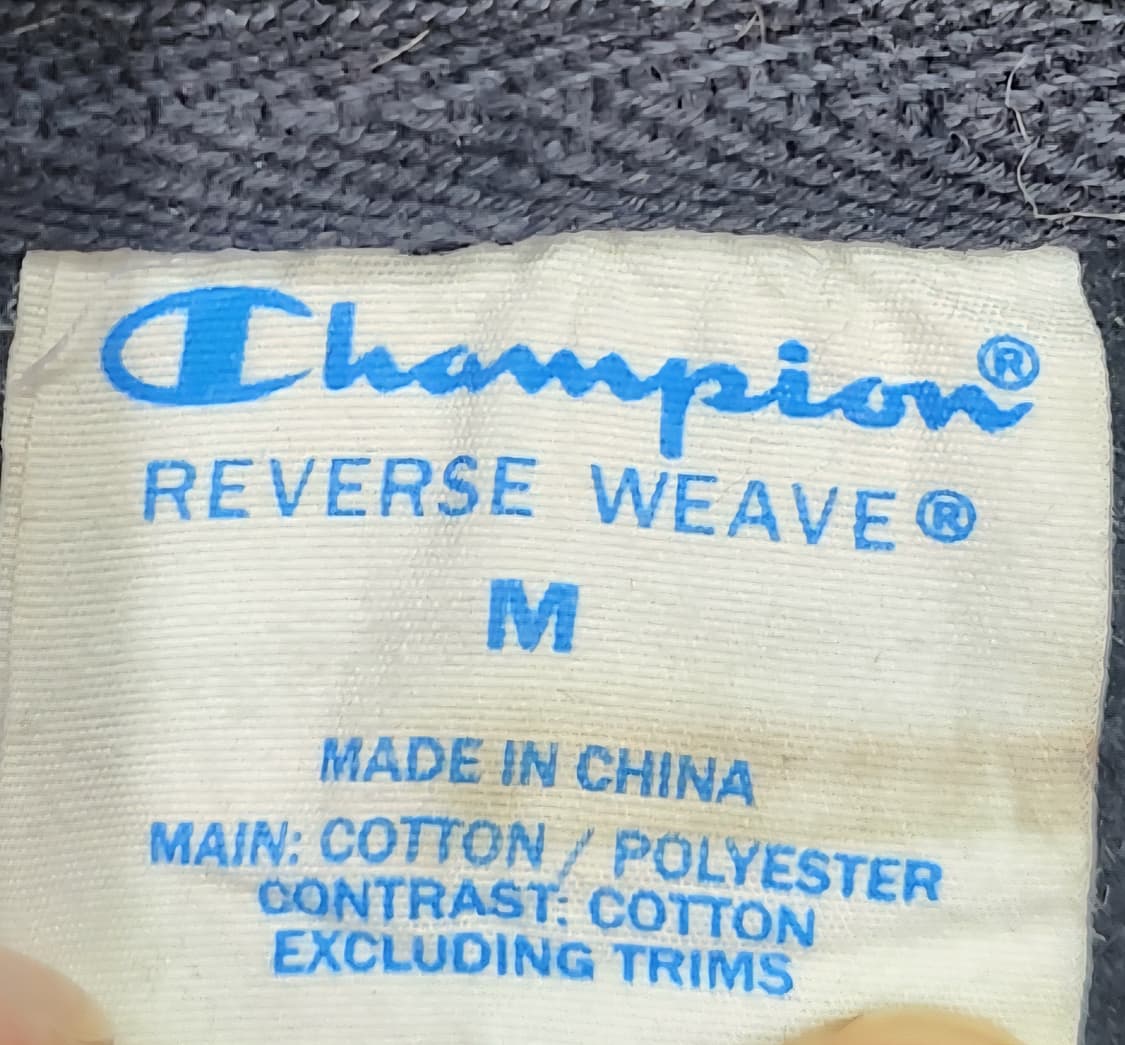 Champion®
REVERSE WEAVE®
M
MADE IN CHINA
MAIN: COTTON / POLYESTER
CONTRAST: COTTON
EXCLUDING TRIMS